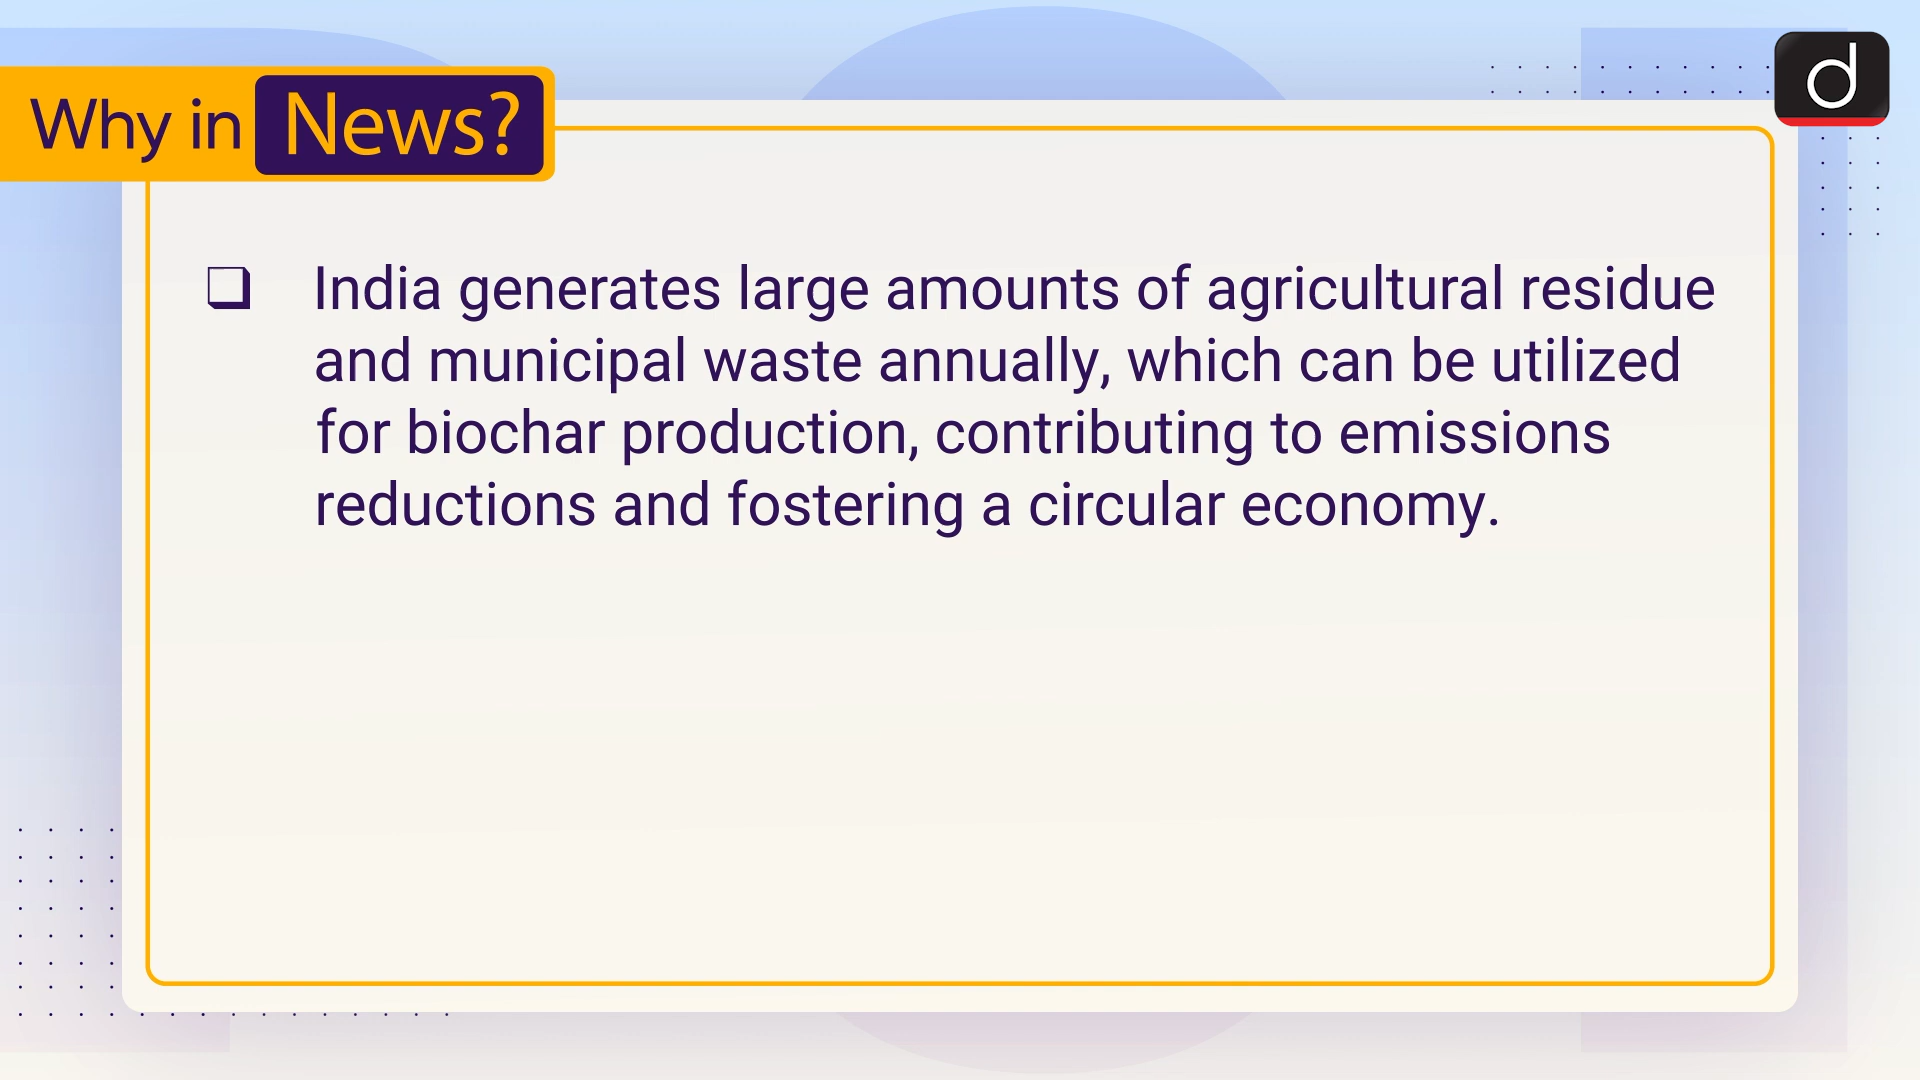 Why in News?
d
❑ India generates large amounts of agricultural residue
and municipal waste annually, which can be utilized
for biochar production, contributing to emissions
reductions and fostering a circular economy.